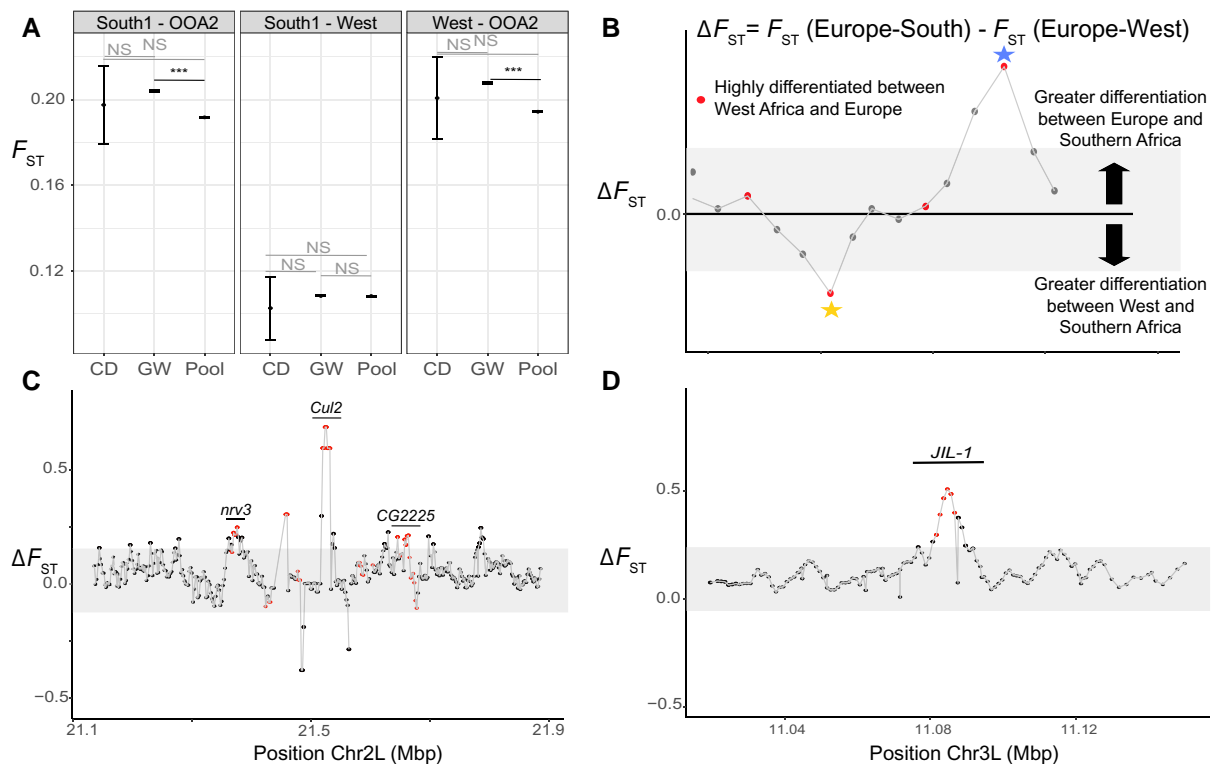 A
South1 - OOA2
South1 - West
West - OOA2
NS
NS
***
NS
NS
NS
NS
NS
***
0.20
0.16
0.12
FST
CD GW Pool
CD GW Pool
CD GW Pool
B
ΔFST= FST (Europe-South) - FST (Europe-West)
Highly differentiated between
West Africa and Europe
Greater differentiation
between Europe and
Southern Africa
ΔFST
0.0
Greater differentiation
between West and
Southern Africa
C
Cul2
nrv3
CG2225
0.5
ΔFST
0.0
−0.5
21.1 21.5 21.9
Position Chr2L (Mbp)
D
JIL-1
0.5
ΔFST
0.0
−0.5
11.04 11.08 11.12
Position Chr3L (Mbp)